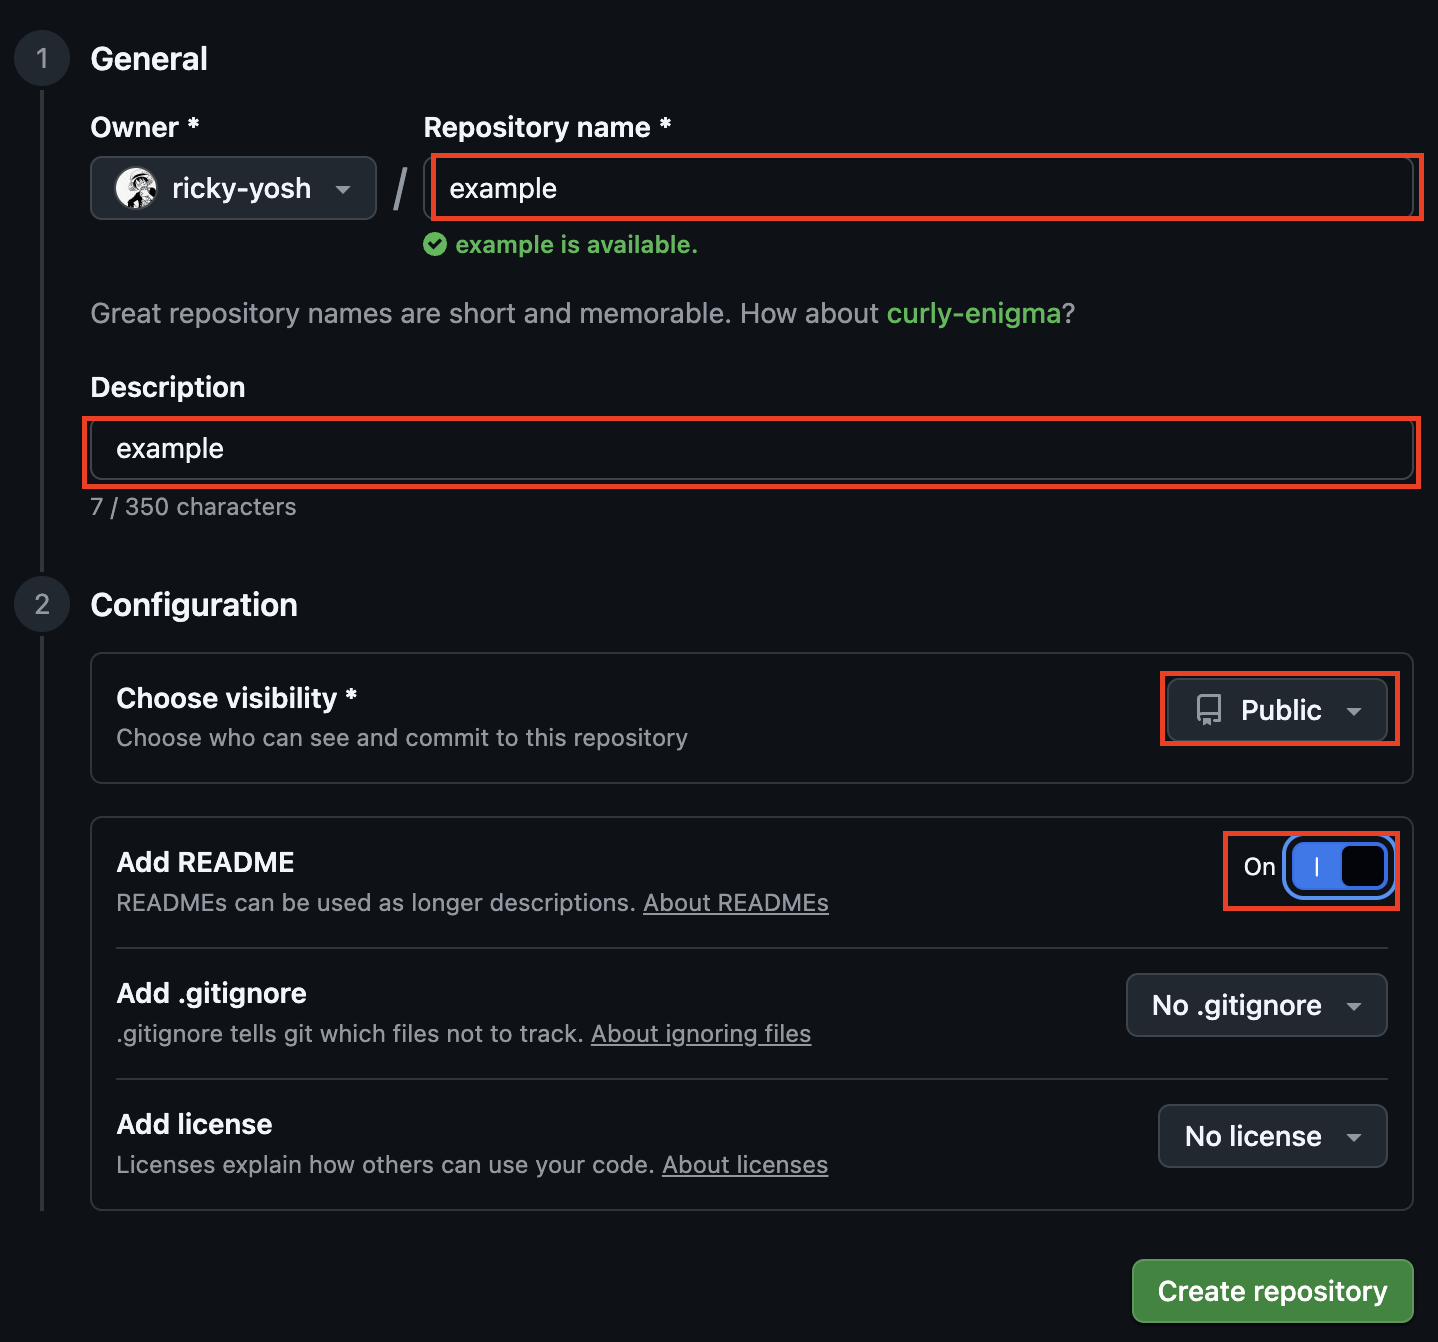 1 General
Owner * Repository name *
ricky-yosh / example
example is available.
Great repository names are short and memorable. How about curly-enigma?
Description
example
7 / 350 characters
2 Configuration
Choose visibility * Public
Choose who can see and commit to this repository
Add README On
READMEs can be used as longer descriptions. About READMEs
Add .gitignore No .gitignore
.gitignore tells git which files not to track. About ignoring files
Add license No license
Licenses explain how others can use your code. About licenses
Create repository